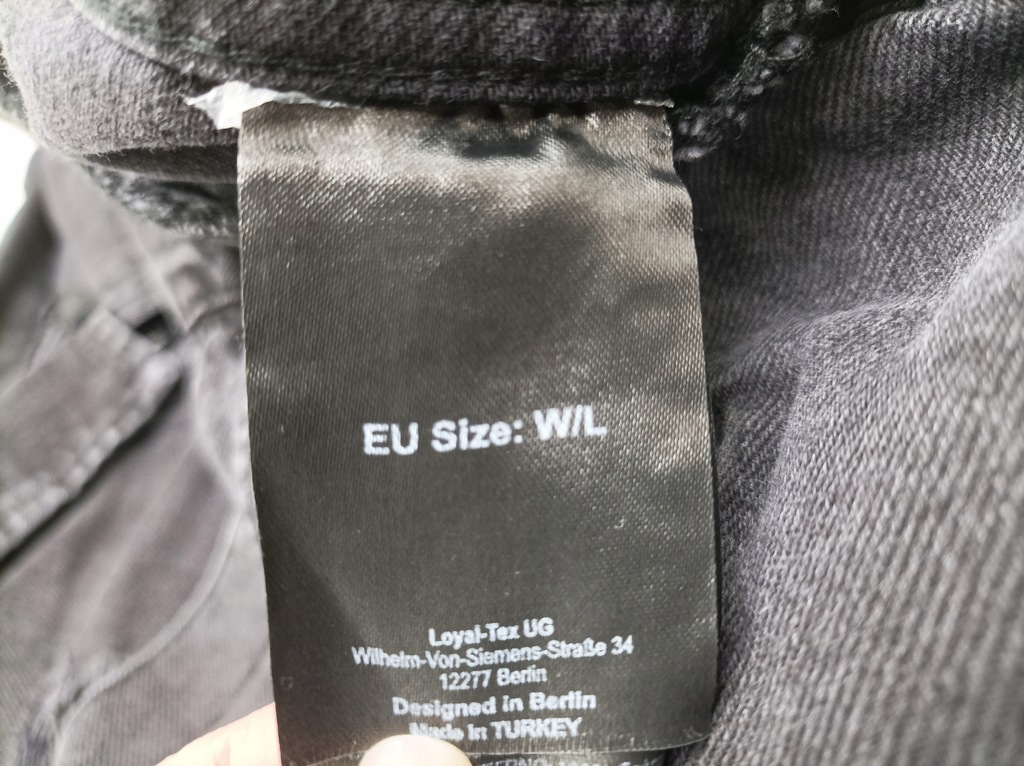 EU Size: W/L
Loyal-Tex UG
Wilhelm-Von-Siemens-Straße 34
12277 Berlin
Designed in Berlin
Made in TURKEY